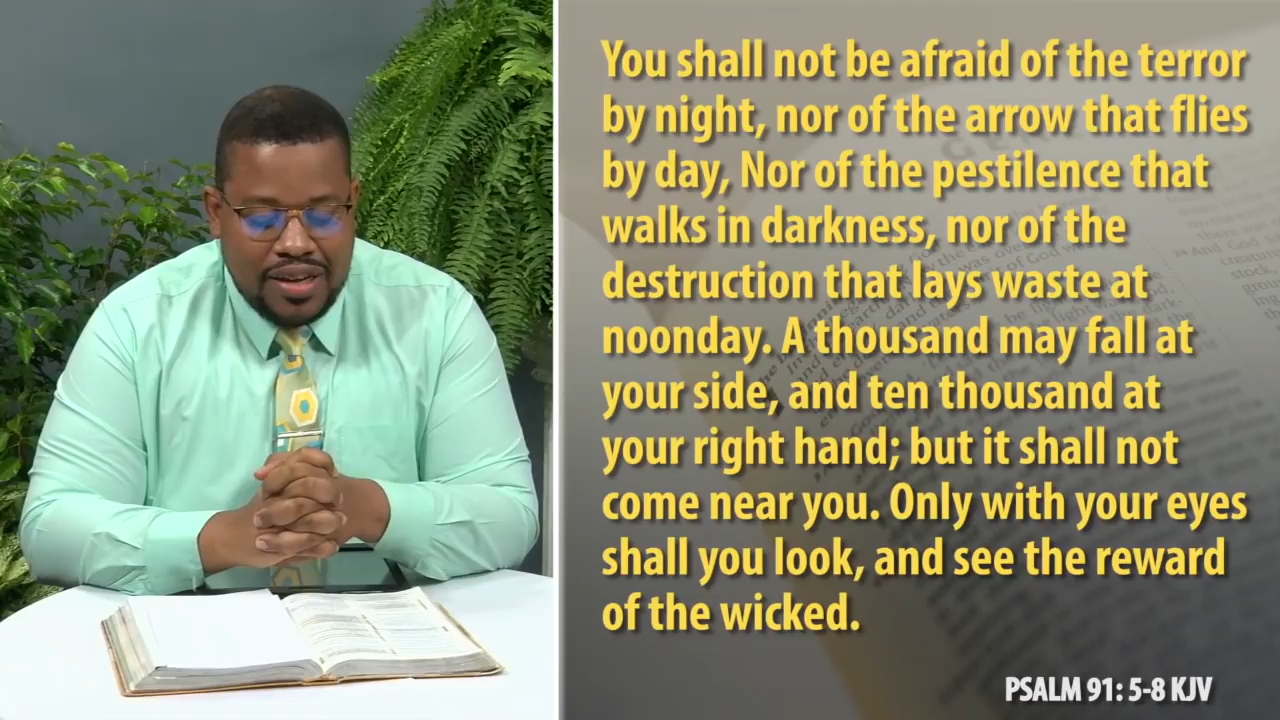 You shall not be afraid of the terror
by night, nor of the arrow that flies
by day, Nor of the pestilence that
walks in darkness, nor of the
destruction that lays waste at
noonday. A thousand may fall at
your side, and ten thousand at
your right hand; but it shall not
come near you. Only with your eyes
shall you look, and see the reward
of the wicked.
PSALM 91: 5-8 KJV